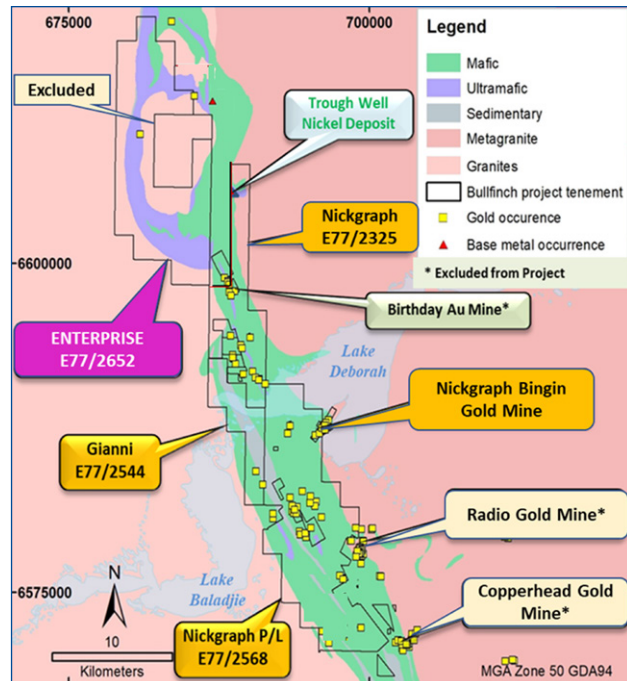 675000
700000
Legend
Mafic
Ultramafic
Sedimentary
Metagranite
Granites
Bullfinch project tenement
Gold occurence
Base metal occurrence
* Excluded from Project
Excluded
Trough Well
Nickel Deposit
Nickgraph
E77/2325
6600000
Birthday Au Mine*
ENTERPRISE
E77/2652
Lake
Deborah
Nickgraph Bingin
Gold Mine
Gianni
E77/2544
Radio Gold Mine*
Lake
Baladjie
6575000
N
10
Kilometers
Nickgraph P/L
E77/2568
Copperhead Gold
Mine*
MGA Zone 50 GDA94